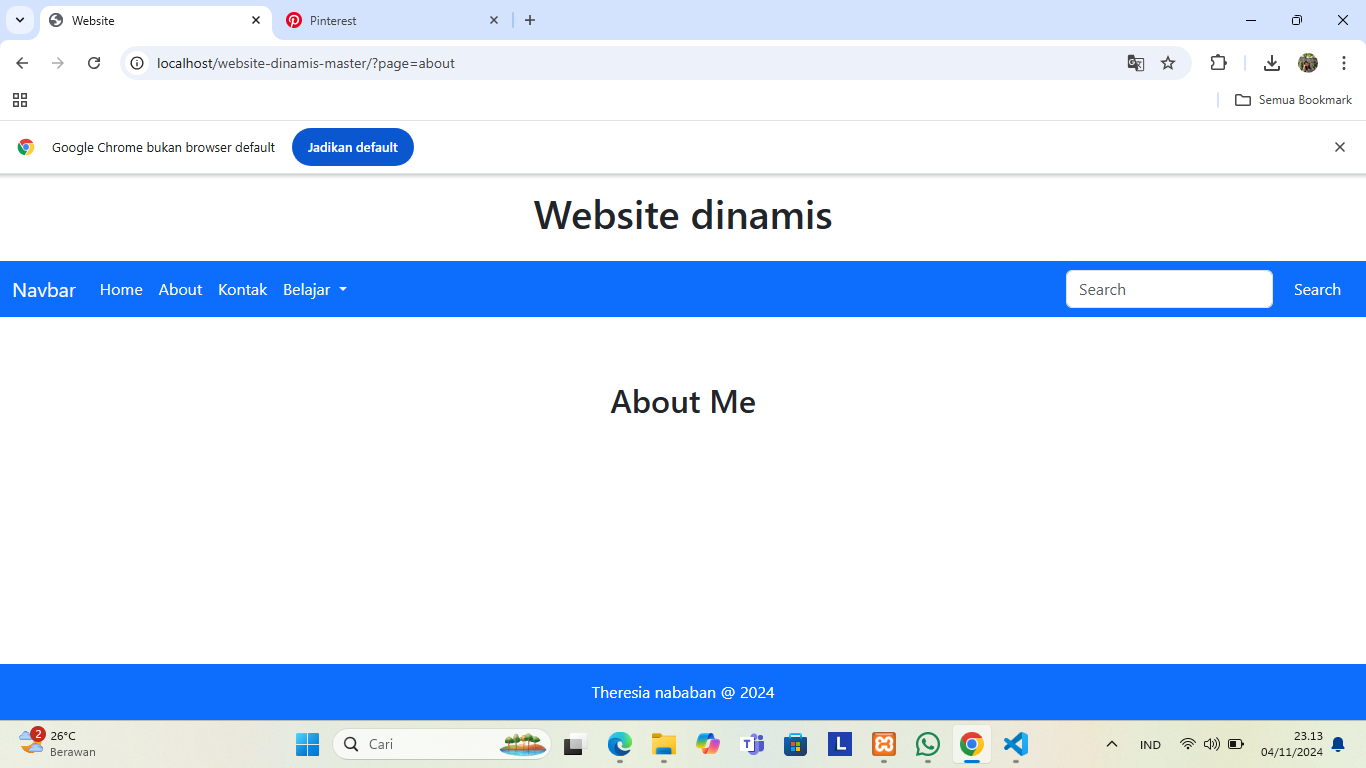 Website
Pinterest
localhost/website-dinamis-master/?page=about
Semua Bookmark
Google Chrome bukan browser default
Jadikan default
Website dinamis
Navbar Home About Kontak Belajar Search Search
About Me
Theresia nababan @ 2024
2
26°C
Berawan
Cari
L
IND
23.13
04/11/2024